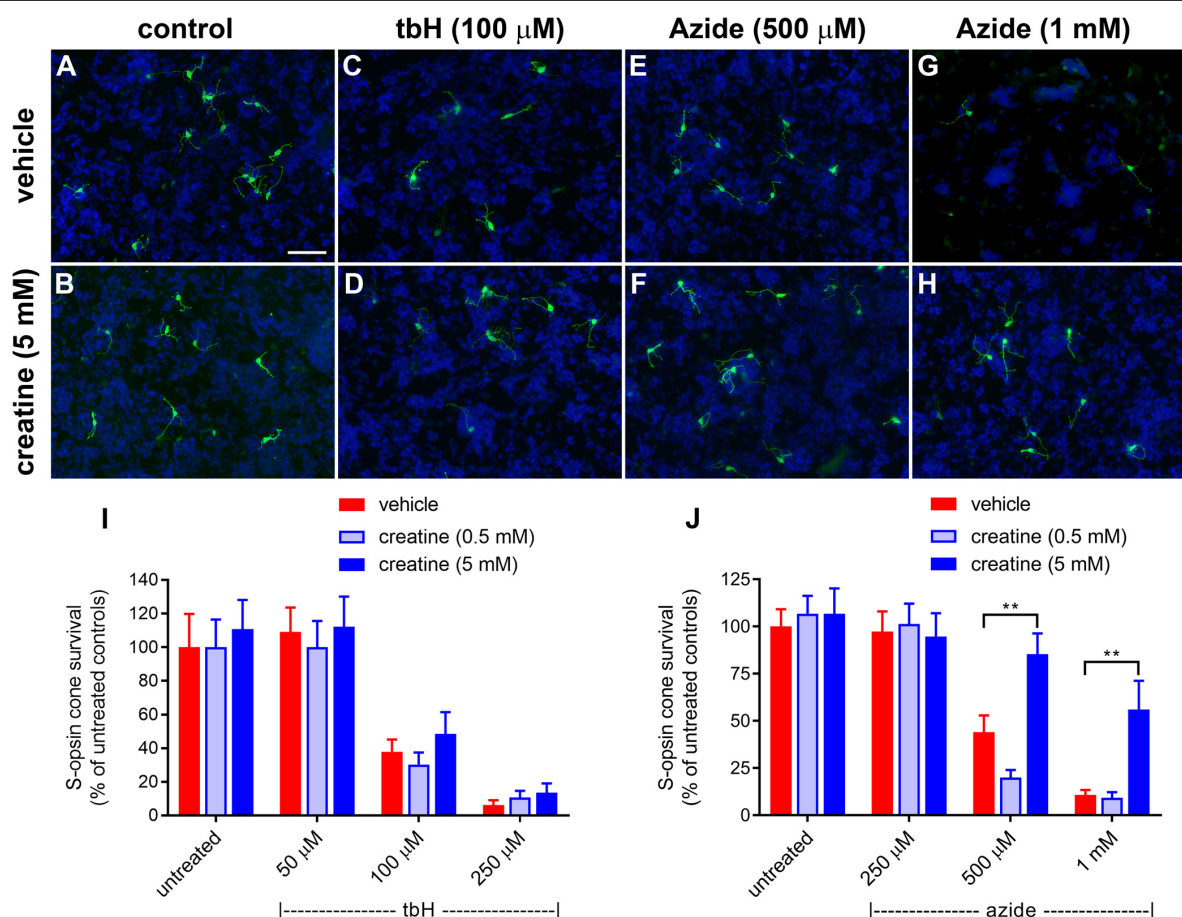 control tbH (100 μM) Azide (500 μM) Azide (1 mM)
vehicle
A C E G
creatine (5 mM)
B D F H
I
vehicle
creatine (0.5 mM)
creatine (5 mM)
S-opsin cone survival
(% of untreated controls)
140
120
100
80
60
40
20
0
untreated 50 μM 100 μM 250 μM
|--------------------- tbH ---------------------|
J
vehicle
creatine (0.5 mM)
creatine (5 mM)
S-opsin cone survival
(% of untreated controls)
125
100
75
50
25
0
**
**
untreated 250 μM 500 μM 1 mM
|--------------------- azide ---------------------|